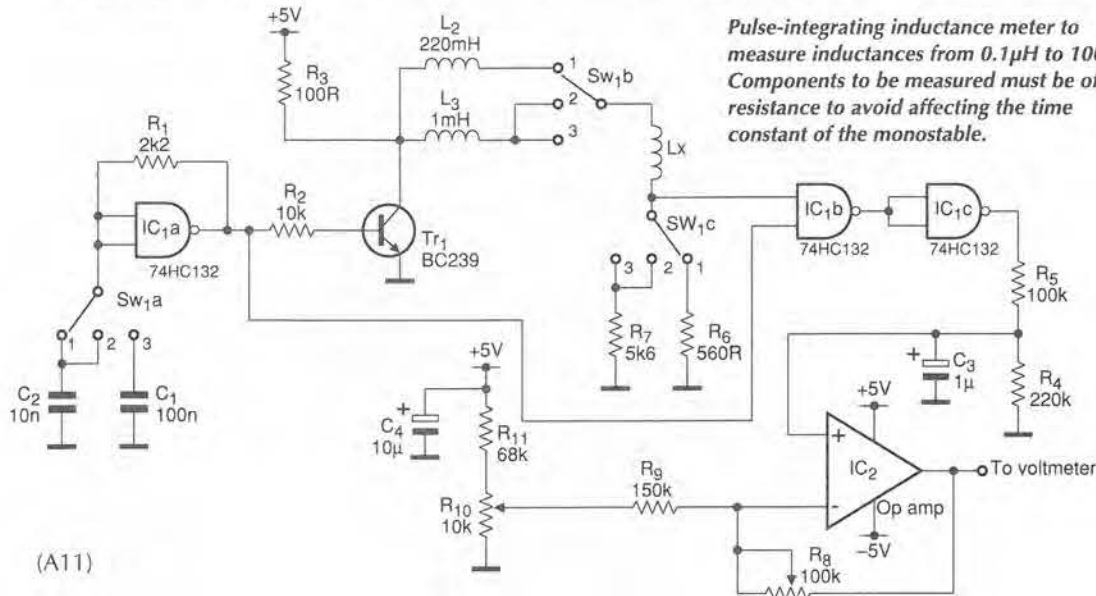 Pulse-integrating inductance meter to
measure inductances from 0.1µH to 100
Components to be measured must be of
resistance to avoid affecting the time
constant of the monostable.
+5V
R3
100R
L2
220mH
L3
1mH
1
2
3
Sw1b
Lx
R1
2k2
IC1a
74HC132
R2
10k
Tr1
BC239
IC1b
74HC132
IC1c
74HC132
Sw1a
1
2
3
C2
10n
C1
100n
SW1c
3
2
1
R7
5k6
R6
560R
R5
100k
+
C3
1µ
R4
220k
+5V
+
C4
10µ
R11
68k
R10
10k
R9
150k
+5V
+
-
IC2
Op amp
-5V
To voltmeter
R8
100k
(A11)